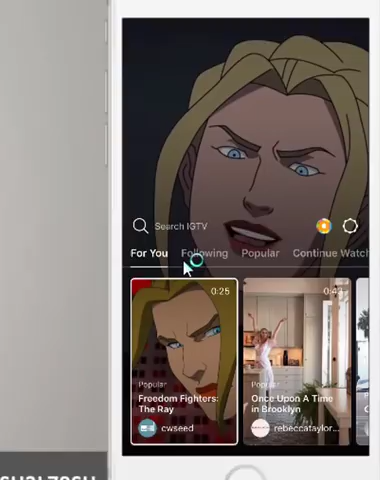 Search IGTV
For You Following Popular Continue Watch
0:25
Popular
Freedom Fighters:
The Ray
cwseed
Popular
Once Upon A Time
in Brooklyn
rebeccataylor...